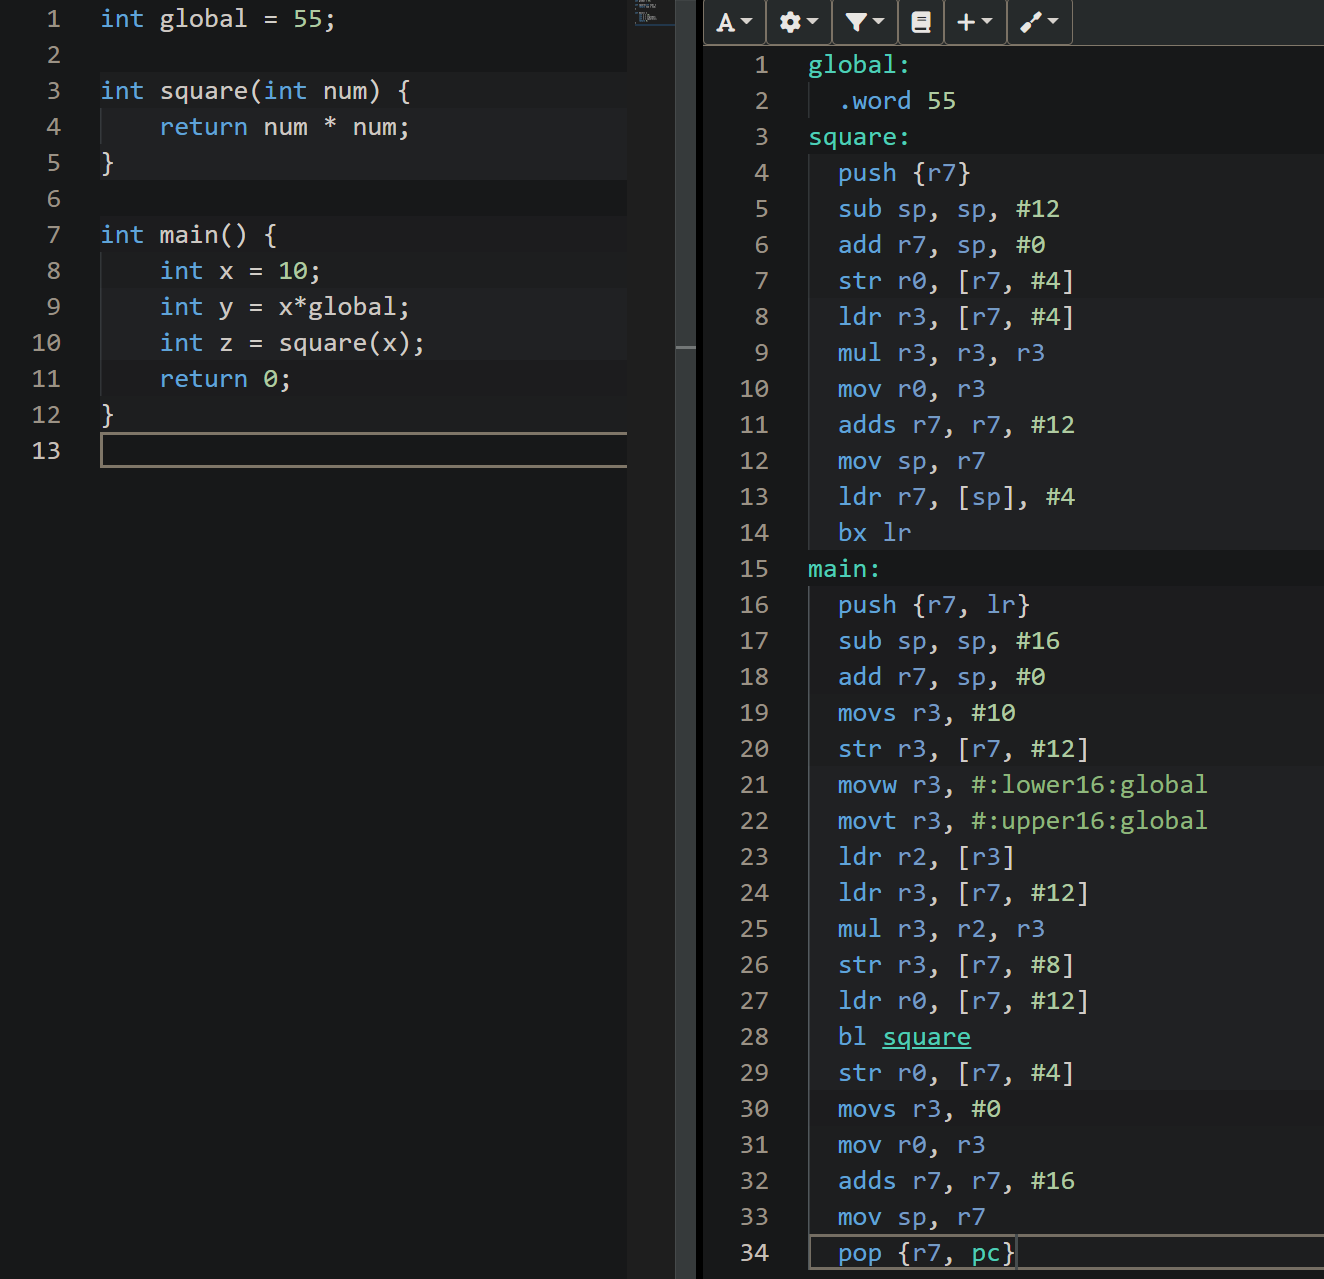 1 int global = 55;
2
3 int square(int num) {
4     return num * num;
5 }
6
7 int main() {
8     int x = 10;
9     int y = x*global;
10     int z = square(x);
11     return 0;
12 }
13
A
1 global:
2   .word 55
3 square:
4   push {r7}
5   sub sp, sp, #12
6   add r7, sp, #0
7   str r0, [r7, #4]
8   ldr r3, [r7, #4]
9   mul r3, r3, r3
10   mov r0, r3
11   adds r7, r7, #12
12   mov sp, r7
13   ldr r7, [sp], #4
14   bx lr
15 main:
16   push {r7, lr}
17   sub sp, sp, #16
18   add r7, sp, #0
19   movs r3, #10
20   str r3, [r7, #12]
21   movw r3, #:lower16:global
22   movt r3, #:upper16:global
23   ldr r2, [r3]
24   ldr r3, [r7, #12]
25   mul r3, r2, r3
26   str r3, [r7, #8]
27   ldr r0, [r7, #12]
28   bl square
29   str r0, [r7, #4]
30   movs r3, #0
31   mov r0, r3
32   adds r7, r7, #16
33   mov sp, r7
34   pop {r7, pc}